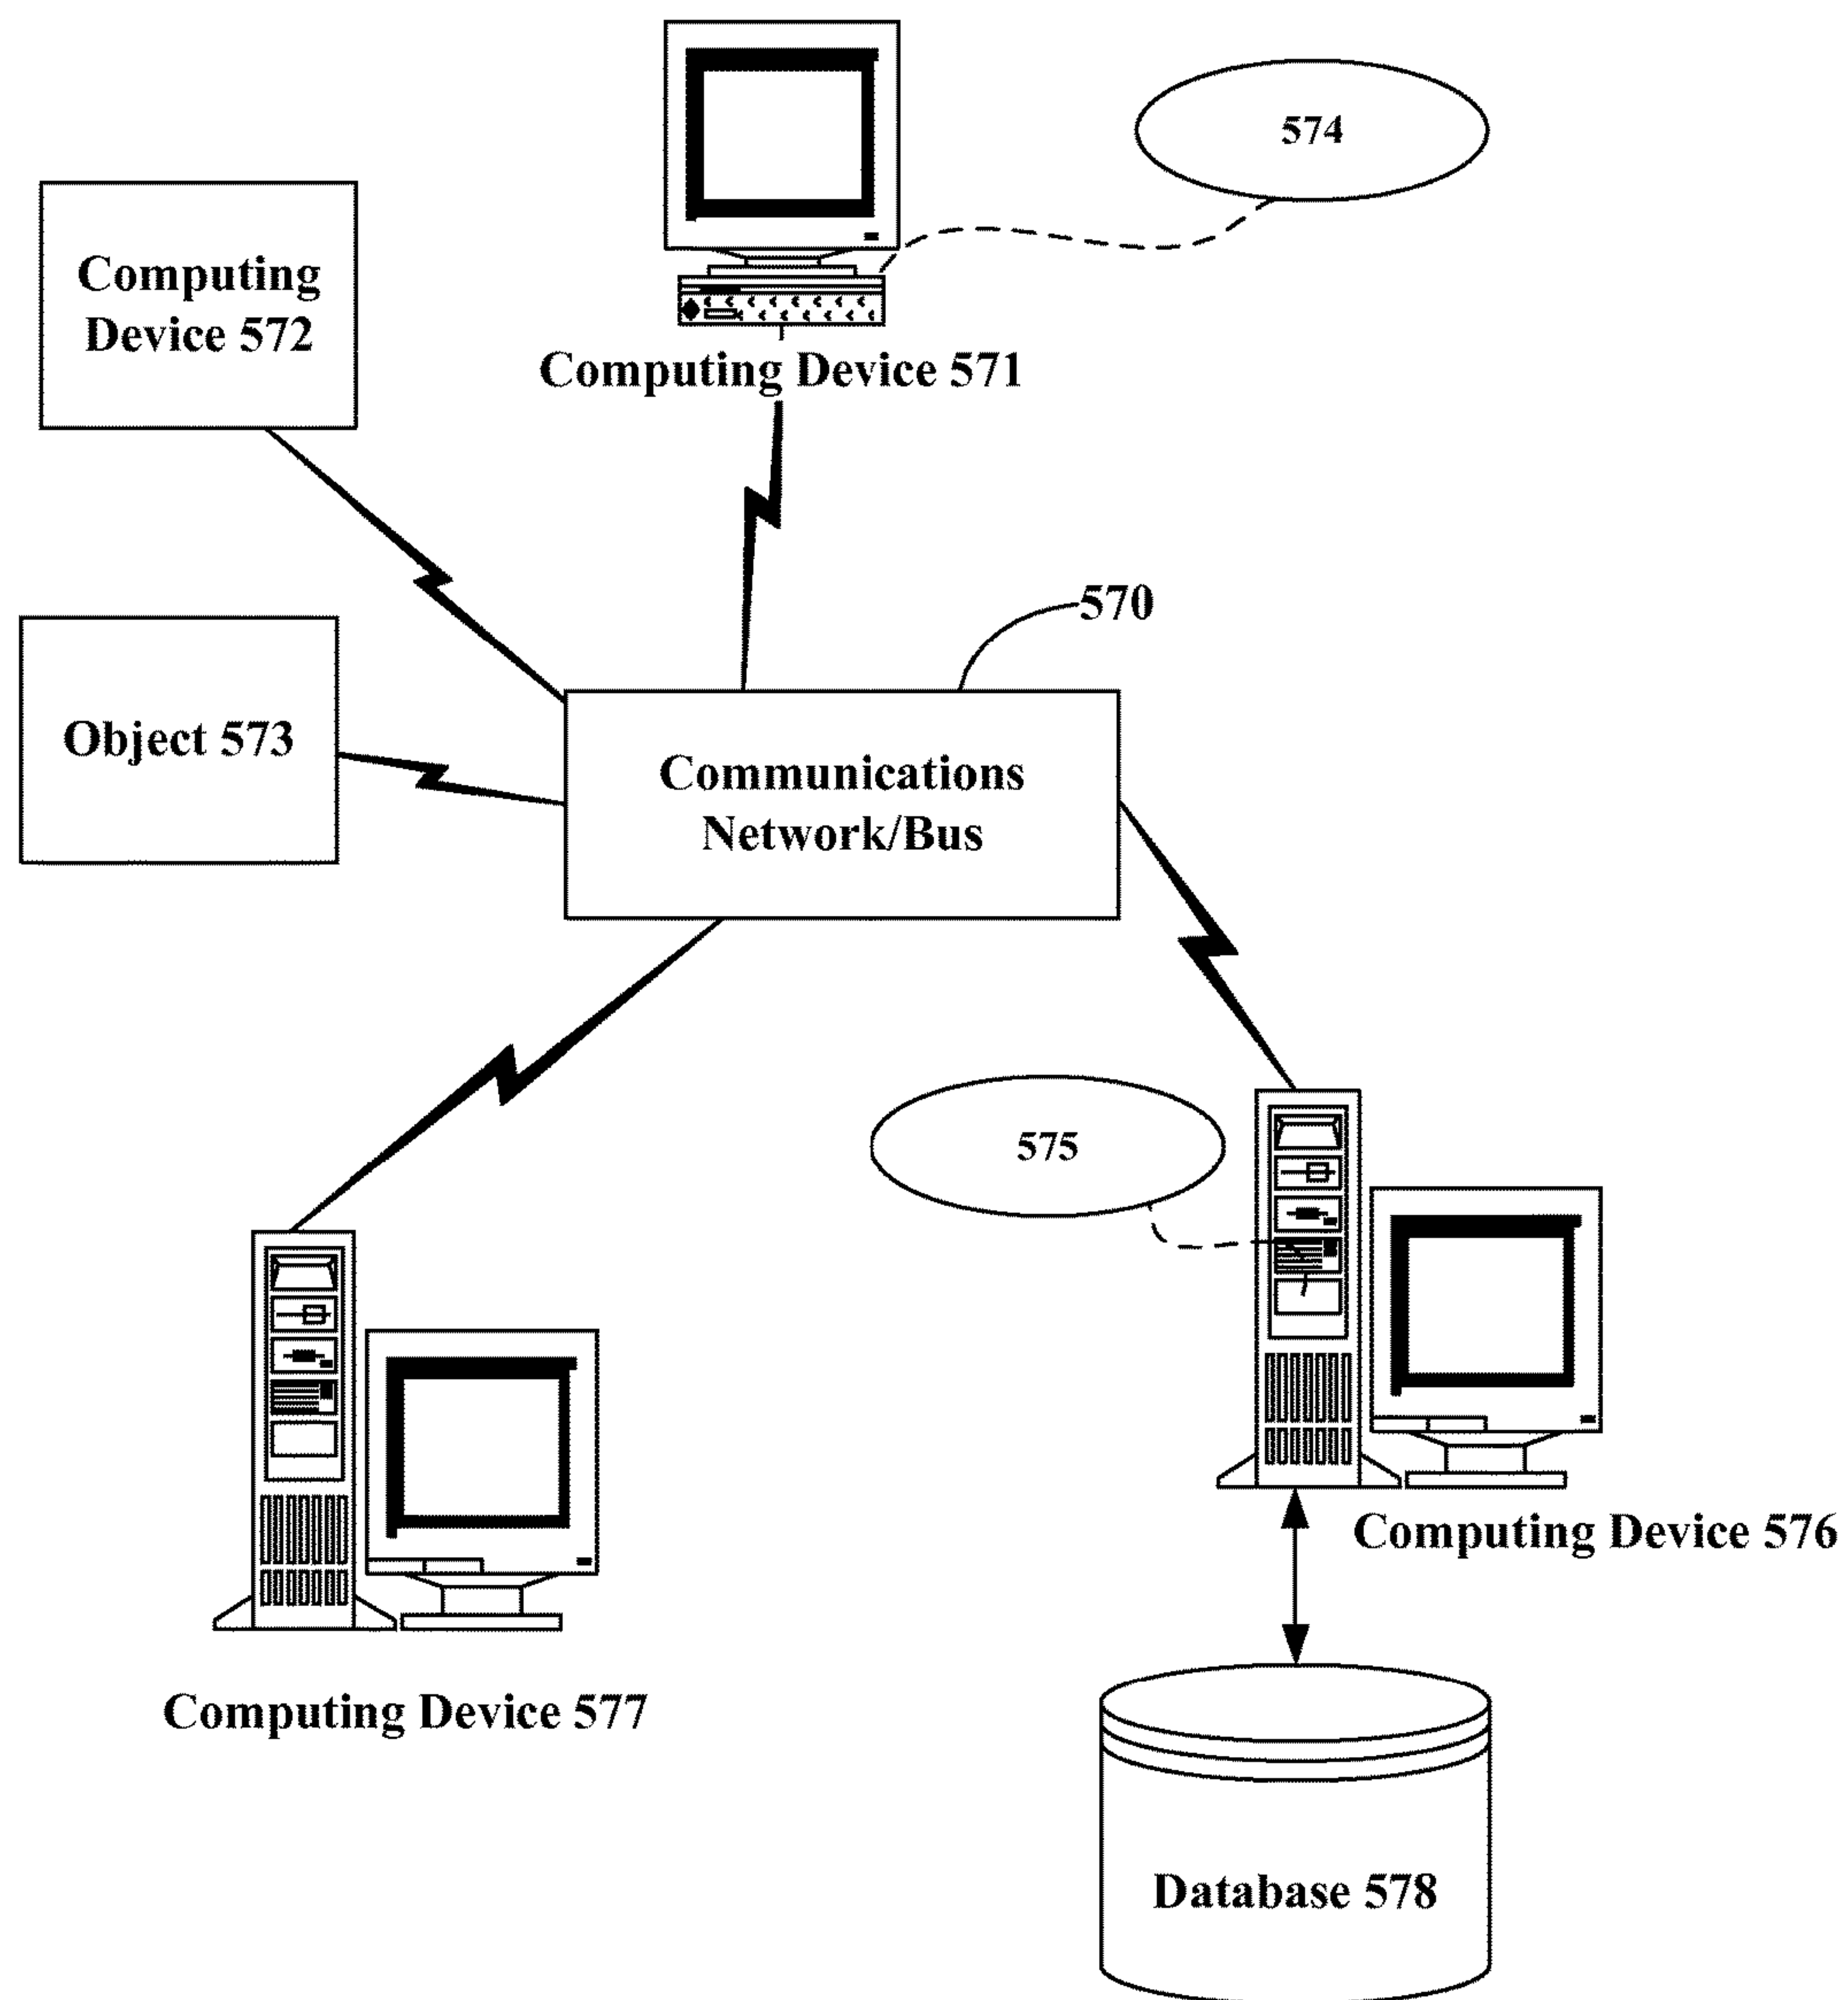 574
Computing
Device 572
Computing Device 571
570
Object 573
Communications
Network/Bus
575
Computing Device 576
Computing Device 577
Database 578